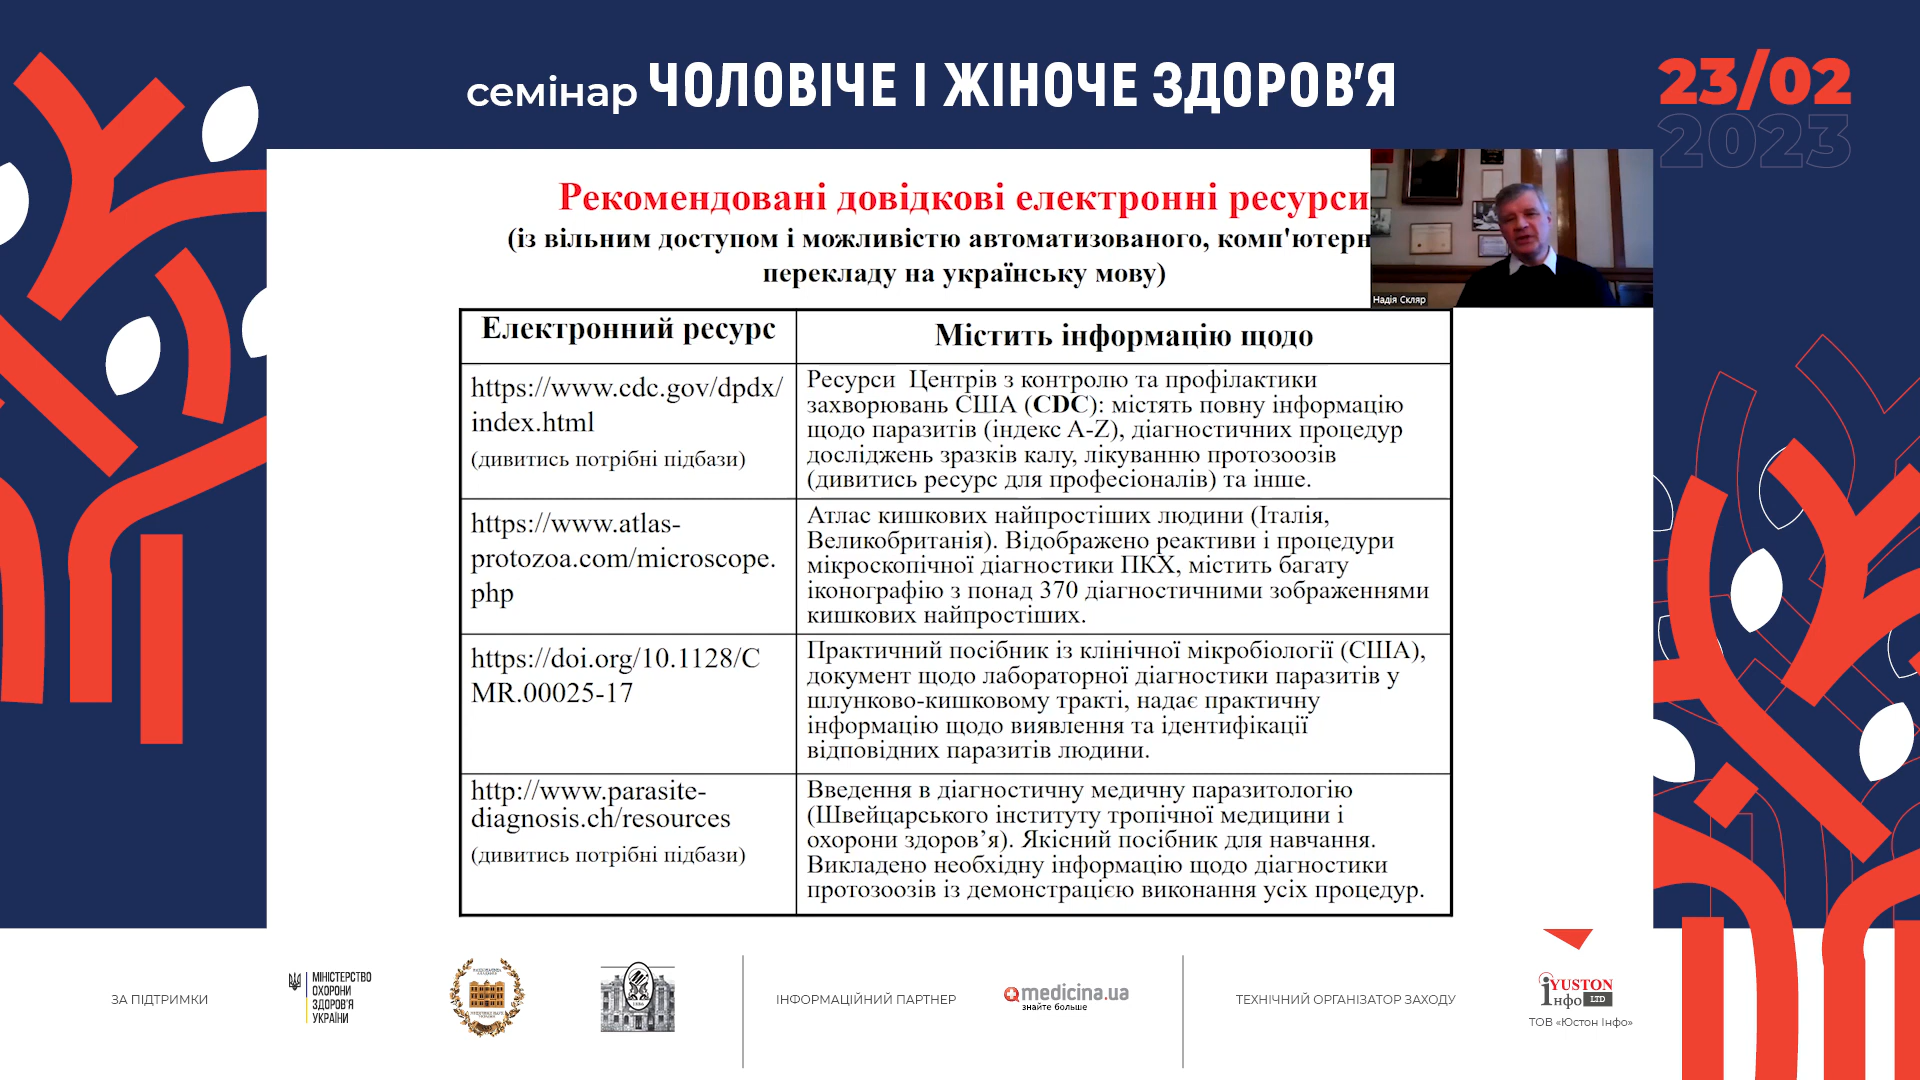 семінар ЧОЛОВІЧЕ І ЖІНОЧЕ ЗДОРОВ'Я
23/02
2023
Рекомендовані довідкові електронні ресурси
(із вільним доступом і можливістю автоматизованого, комп'ютерн
перекладу на українську мову)
Надія Скляр
Електронний ресурс
Містить інформацію щодо
https://www.cdc.gov/dpdx/
index.html
(дивитись потрібні підбази)
Ресурси Центрів з контролю та профілактики
захворювань США (CDC): містять повну інформацію
щодо паразитів (індекс A-Z), діагностичних процедур
досліджень зразків калу, лікуванню протозоозів
(дивитись ресурс для професіоналів) та інше.
https://www.atlas-
protozoa.com/microscope.
php
Атлас кишкових найпростіших людини (Італія,
Великобританія). Відображено реактиви і процедури
мікроскопічної діагностики ПКХ, містить багату
іконографію з понад 370 діагностичними зображеннями
кишкових найпростіших.
https://doi.org/10.1128/C
MR.00025-17
Практичний посібник із клінічної мікробіології (США),
документ щодо лабораторної діагностики паразитів у
шлунково-кишковому тракті, надає практичну
інформацію щодо виявлення та ідентифікації
відповідних паразитів людини.
http://www.parasite-
diagnosis.ch/resources
(дивитись потрібні підбази)
Введення в діагностичну медичну паразитологію
(Швейцарського інституту тропічної медицини і
охорони здоров’я). Якісний посібник для навчання.
Викладено необхідну інформацію щодо діагностики
протозоозів із демонстрацією виконання усіх процедур.
ЗА ПІДТРИМКИ
МІНІСТЕРСТВО
ОХОРОНИ
ЗДОРОВ'Я
УКРАЇНИ
ІНФОРМАЦІЙНИЙ ПАРТНЕР
medicina.ua
знайте больше
ТЕХНІЧНИЙ ОРГАНІЗАТОР ЗАХОДУ
YUSTON
iнфо LTD
ТОВ «Юстон Інфо»